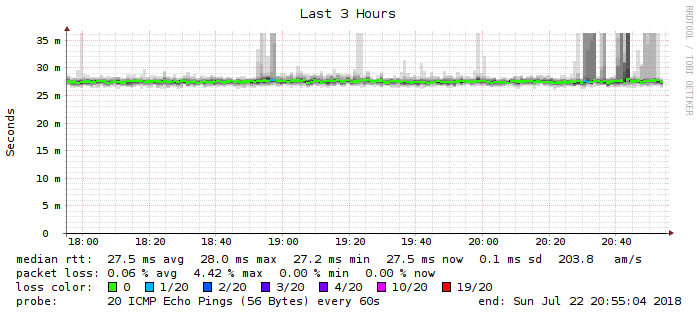 Last 3 Hours
RRDTOOL / TOBI OETIKER
Seconds
35 m
30 m
25 m
20 m
15 m
10 m
5 m
0
18:00 18:20 18:40 19:00 19:20 19:40 20:00 20:20 20:40
median rtt: 27.5 ms avg 28.0 ms max 27.2 ms min 27.5 ms now 0.1 ms sd 203.8 am/s
packet loss: 0.06 % avg 4.42 % max 0.00 % min 0.00 % now
loss color: 0 1/20 2/20 3/20 4/20 10/20 19/20
probe: 20 ICMP Echo Pings (56 Bytes) every 60s end: Sun Jul 22 20:55:04 2018